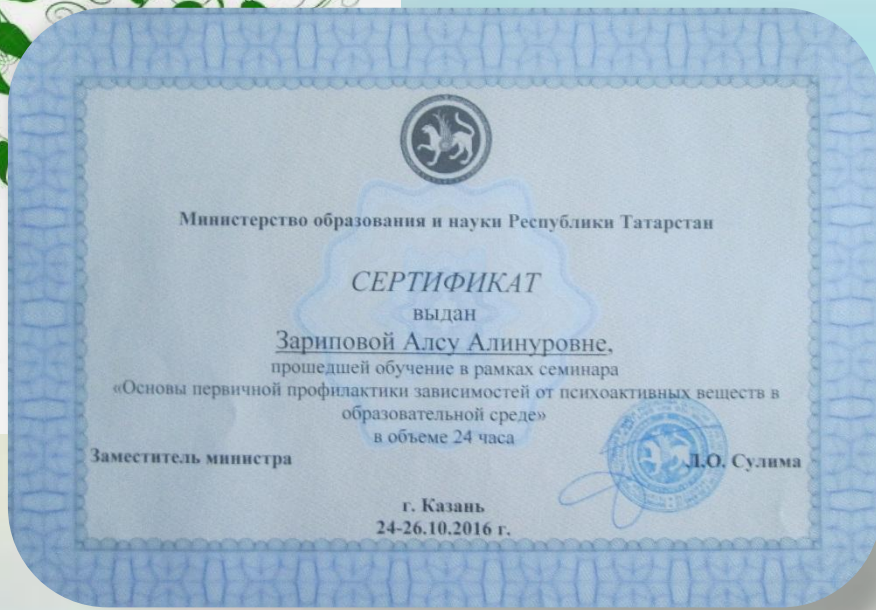 Министерство образования и науки Республики Татарстан
СЕРТИФИКАТ
выдан
Зариповой Алсу Алинуровне,
прошедшей обучение в рамках семинара
«Основы первичной профилактики зависимостей от психоактивных веществ в
образовательной среде»
в объеме 24 часа
Заместитель министра
Л.О. Сулима
г. Казань
24-26.10.2016 г.